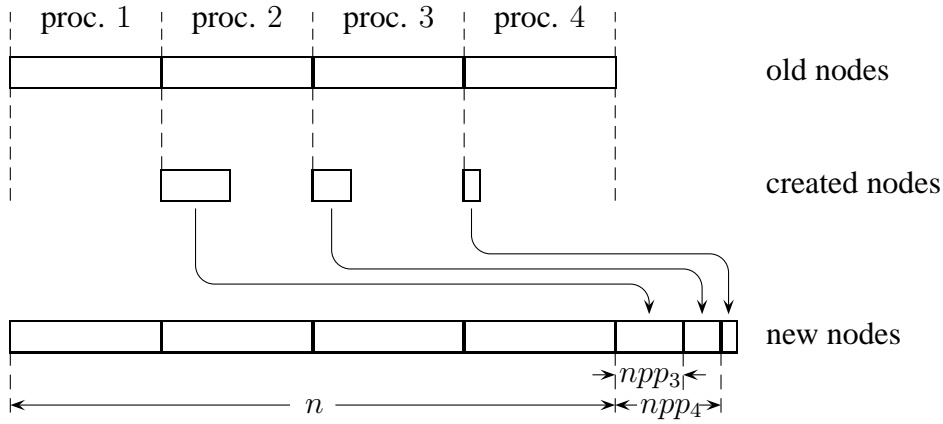 proc. 1 proc. 2 proc. 3 proc. 4
old nodes
created nodes
new nodes
npp₃
n npp₄